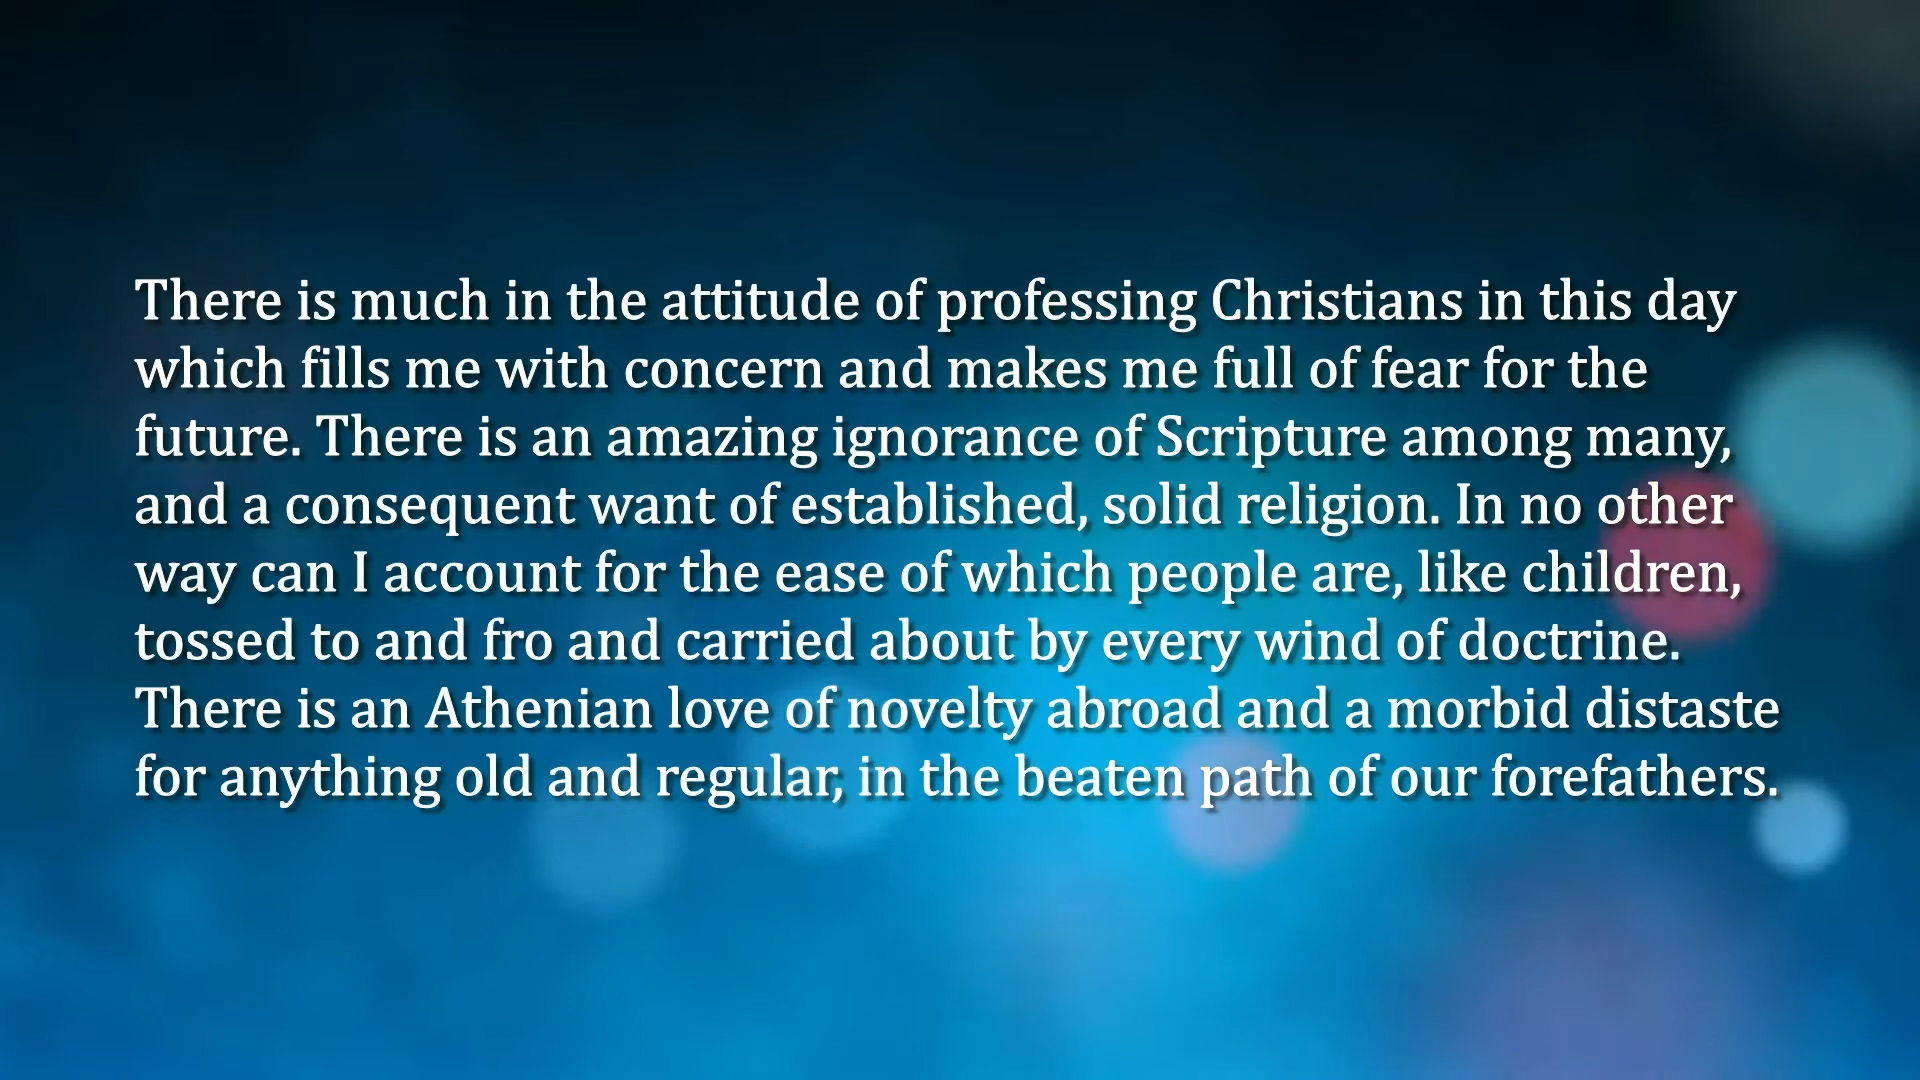 There is much in the attitude of professing Christians in this day
which fills me with concern and makes me full of fear for the
future. There is an amazing ignorance of Scripture among many,
and a consequent want of established, solid religion. In no other
way can I account for the ease of which people are, like children,
tossed to and fro and carried about by every wind of doctrine.
There is an Athenian love of novelty abroad and a morbid distaste
for anything old and regular, in the beaten path of our forefathers.